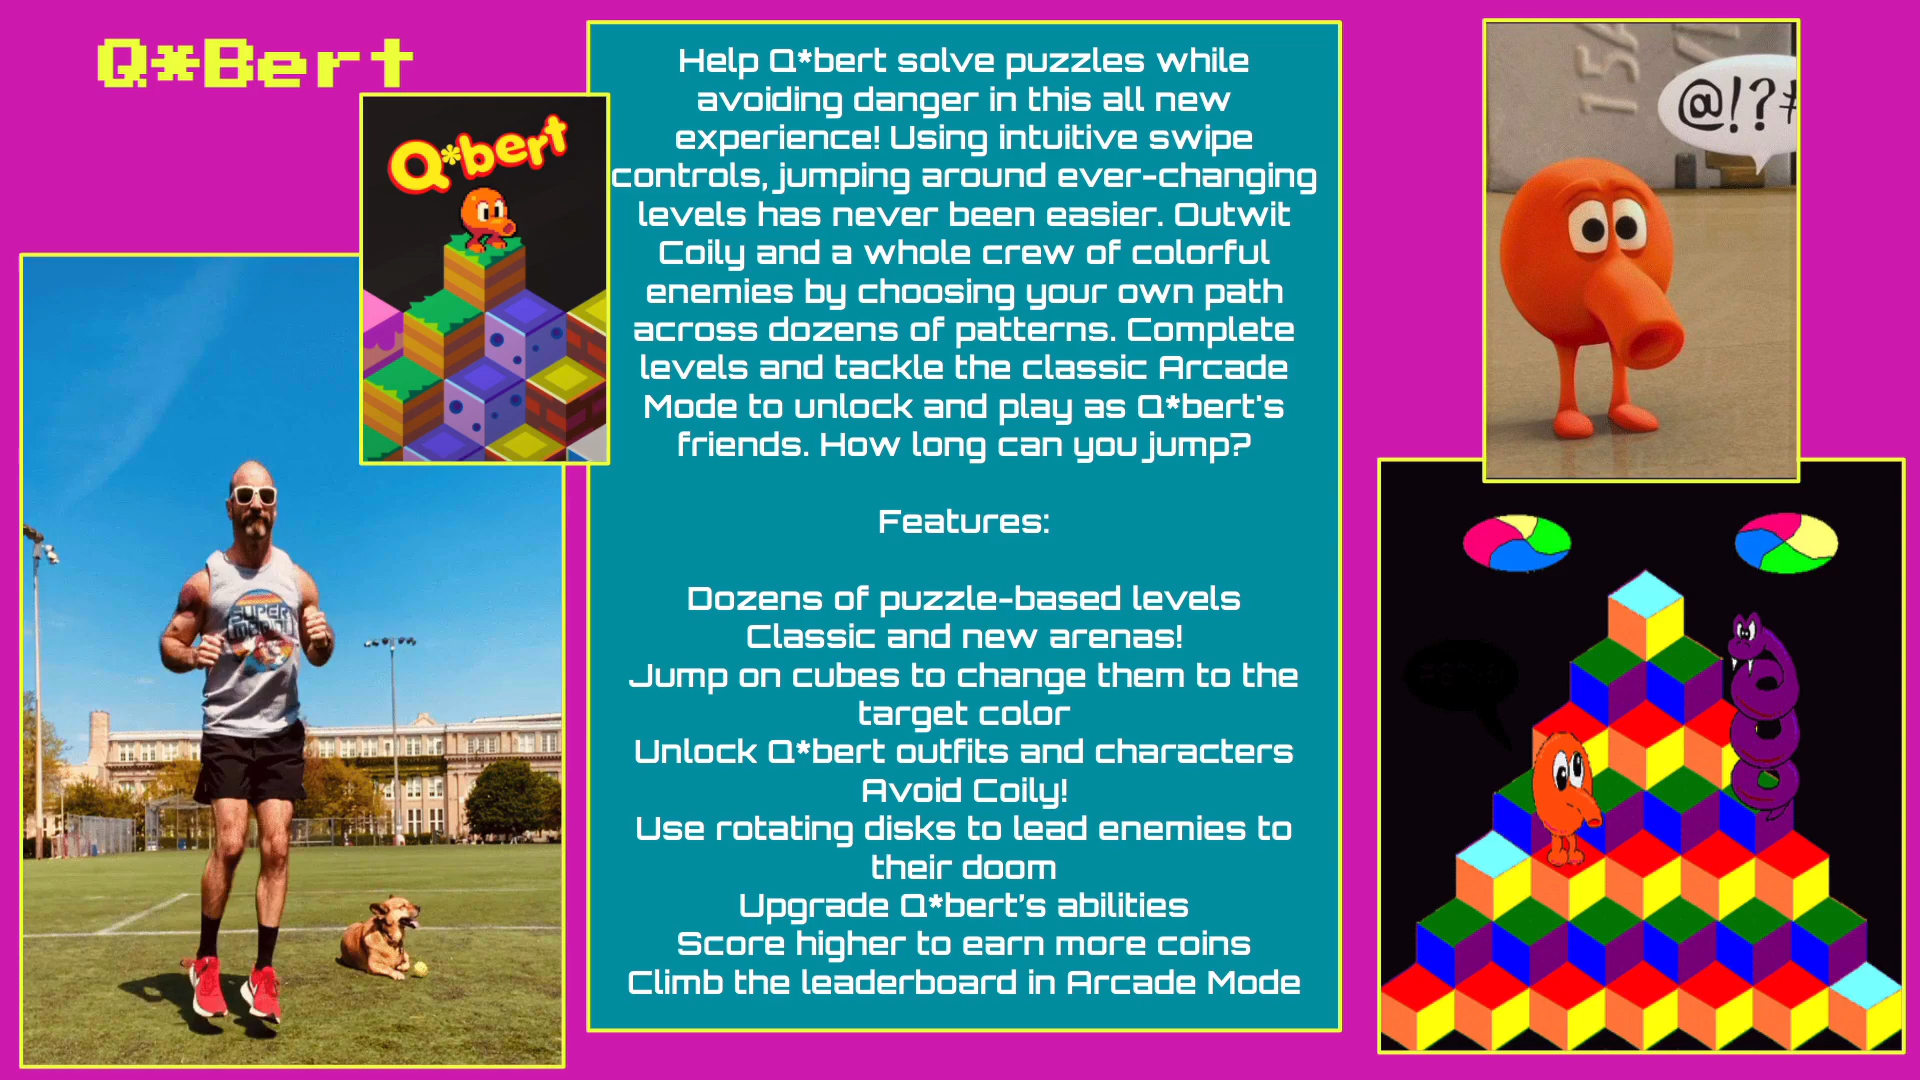 Q*Bert
Q*bert
Help Q*bert solve puzzles while
avoiding danger in this all new
experience! Using intuitive swipe
controls, jumping around ever-changing
levels has never been easier. Outwit
Coily and a whole crew of colorful
enemies by choosing your own path
across dozens of patterns. Complete
levels and tackle the classic Arcade
Mode to unlock and play as Q*bert's
friends. How long can you jump?
Features:
Dozens of puzzle-based levels
Classic and new arenas!
Jump on cubes to change them to the
target color
Unlock Q*bert outfits and characters
Avoid Coily!
Use rotating disks to lead enemies to
their doom
Upgrade Q*bert’s abilities
Score higher to earn more coins
Climb the leaderboard in Arcade Mode
@!?#
SUPER
MARIO